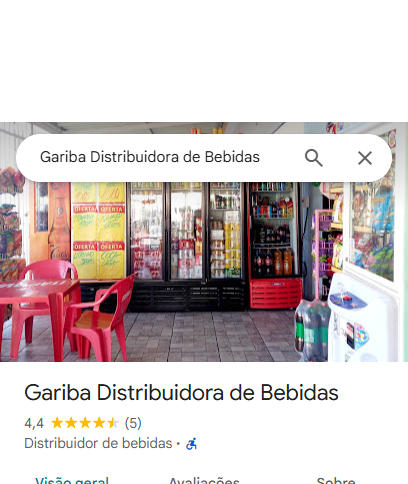 Gariba Distribuidora de Bebidas
OFERTA OFERTA
OFERTA OFERTA
Gariba Distribuidora de Bebidas
4,4 (5)
Distribuidor de bebidas ·
Visão geral Avaliações Sobre